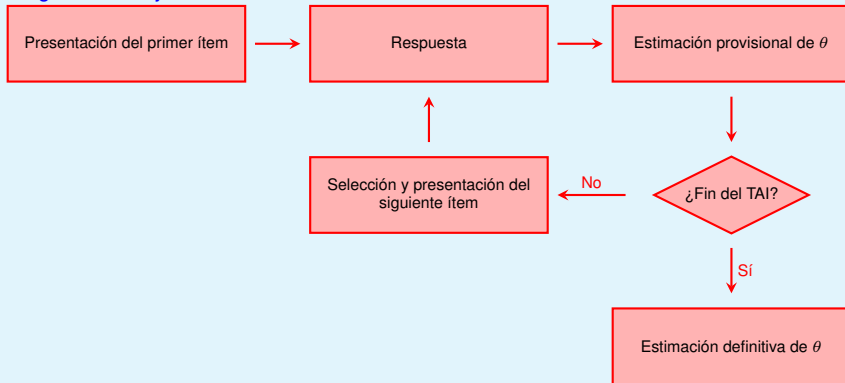 Presentación del primer ítem
Respuesta
Estimación provisional de θ
Selección y presentación del
siguiente ítem
No
¿Fin del TAI?
Sí
Estimación definitiva de θ